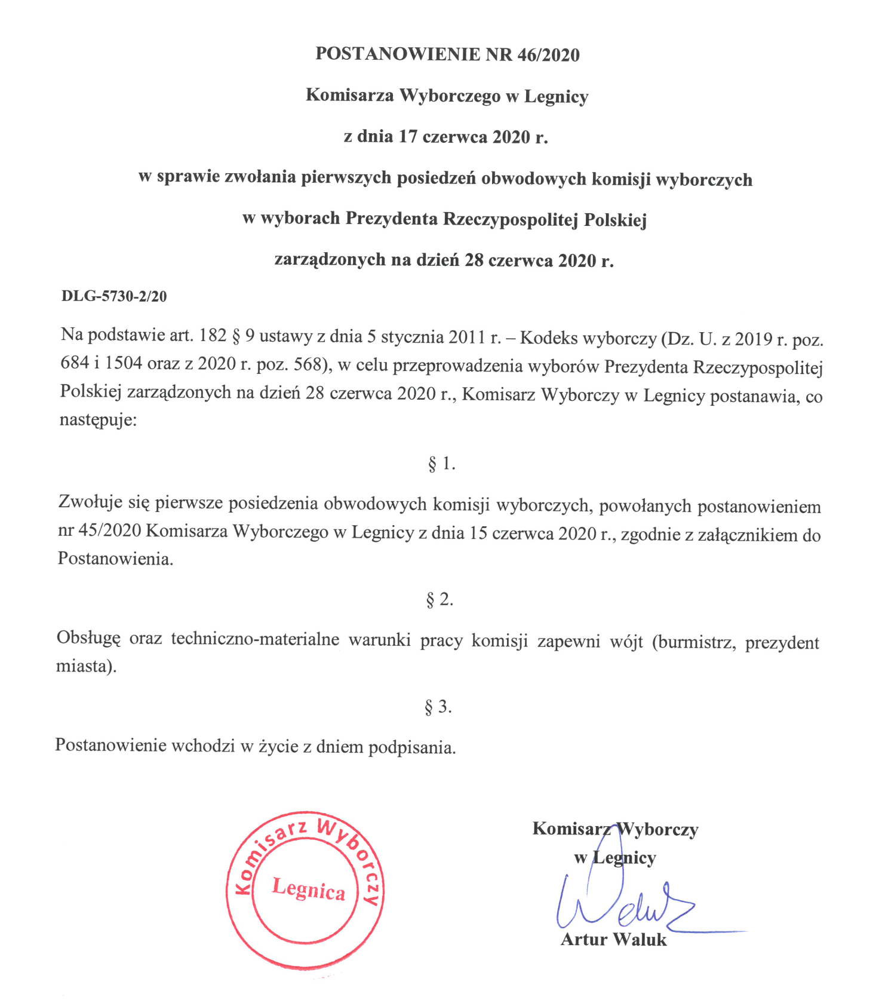 POSTANOWIENIE NR 46/2020
Komisarza Wyborczego w Legnicy
z dnia 17 czerwca 2020 r.
w sprawie zwołania pierwszych posiedzeń obwodowych komisji wyborczych
w wyborach Prezydenta Rzeczypospolitej Polskiej
zarządzonych na dzień 28 czerwca 2020 r.
DLG-5730-2/20
Na podstawie art. 182 § 9 ustawy z dnia 5 stycznia 2011 r. – Kodeks wyborczy (Dz. U. z 2019 r. poz.
684 i 1504 oraz z 2020 r. poz. 568), w celu przeprowadzenia wyborów Prezydenta Rzeczypospolitej
Polskiej zarządzonych na dzień 28 czerwca 2020 r., Komisarz Wyborczy w Legnicy postanawia, co
następuje:
§ 1.
Zwołuje się pierwsze posiedzenia obwodowych komisji wyborczych, powołanych postanowieniem
nr 45/2020 Komisarza Wyborczego w Legnicy z dnia 15 czerwca 2020 r., zgodnie z załącznikiem do
Postanowienia.
§ 2.
Obsługę oraz techniczno-materialne warunki pracy komisji zapewni wójt (burmistrz, prezydent
miasta).
§ 3.
Postanowienie wchodzi w życie z dniem podpisania.
Komisarz Wyborczy
Legnica
Komisarz Wyborczy
w Legnicy
Artur Waluk